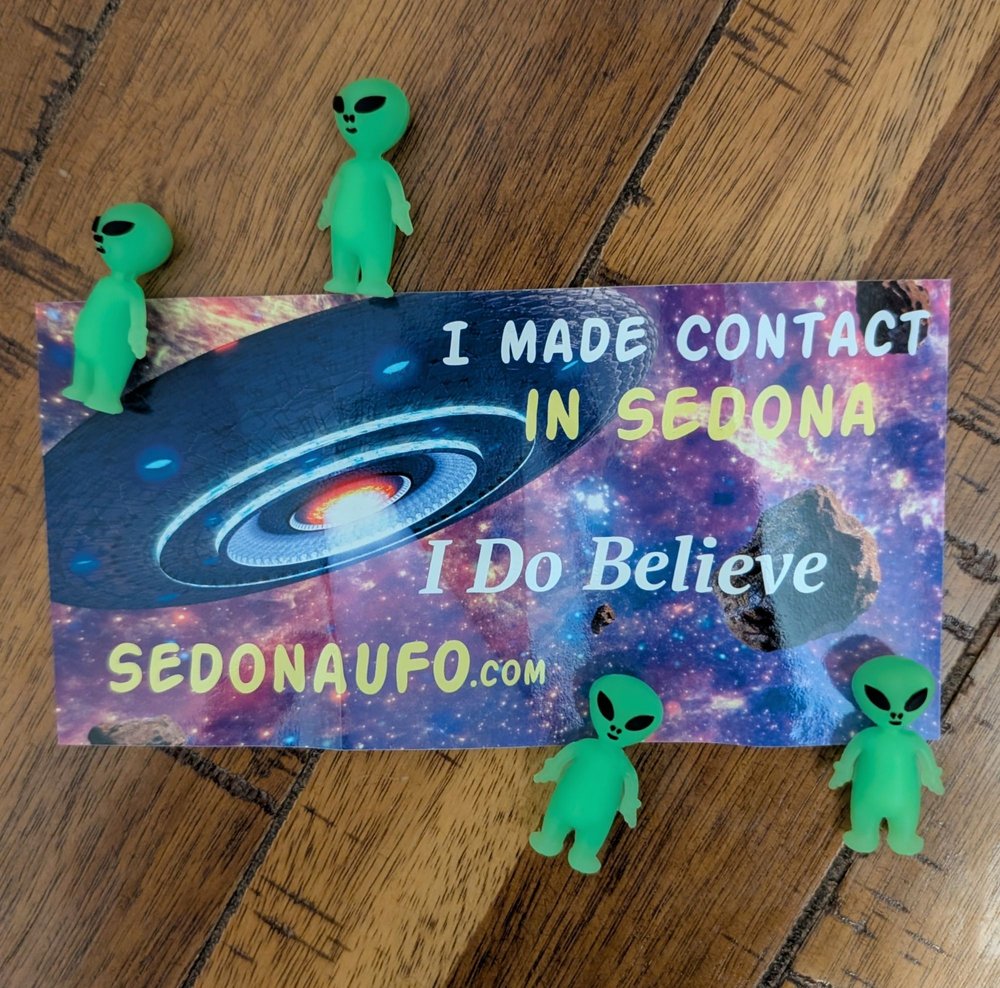 I MADE CONTACT
IN SEDONA
I Do Believe
SEDONAUFO.COM